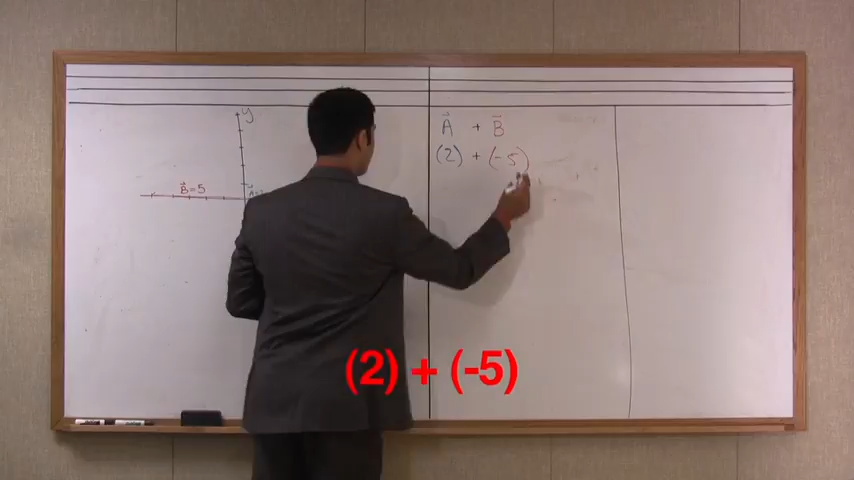 y
B⃗ = 5
A⃗ + B⃗
(2) + (-5)
(2) + (-5)